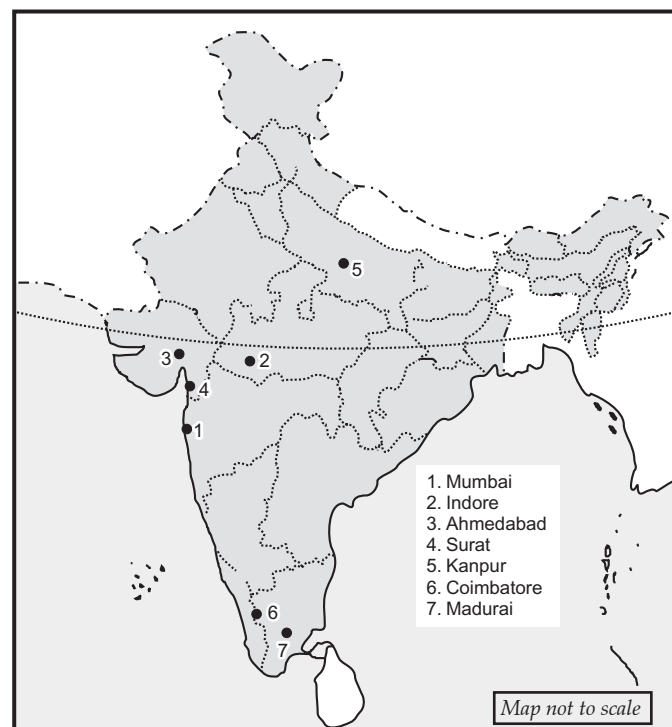 5
3
2
4
1
1. Mumbai
2. Indore
3. Ahmedabad
4. Surat
5. Kanpur
6. Coimbatore
7. Madurai
6
7
Map not to scale